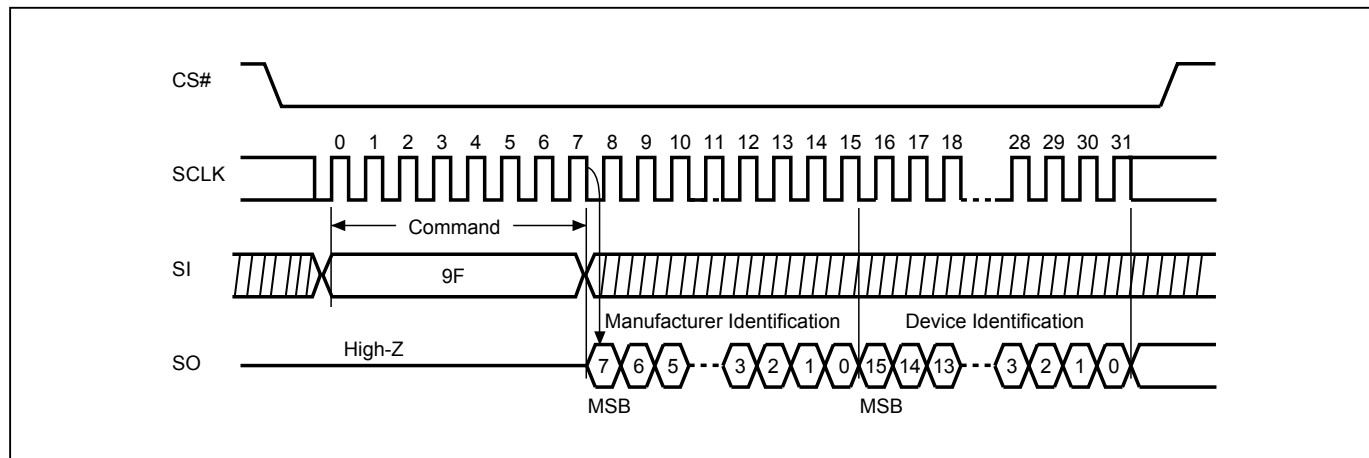 CS#
0 1 2 3 4 5 6 7 8 9 10 11 12 13 14 15 16 17 18 28 29 30 31
SCLK
Command
SI
9F
Manufacturer Identification Device Identification
High-Z
SO
7 6 5 3 2 1 0 15 14 13 3 2 1 0
MSB MSB